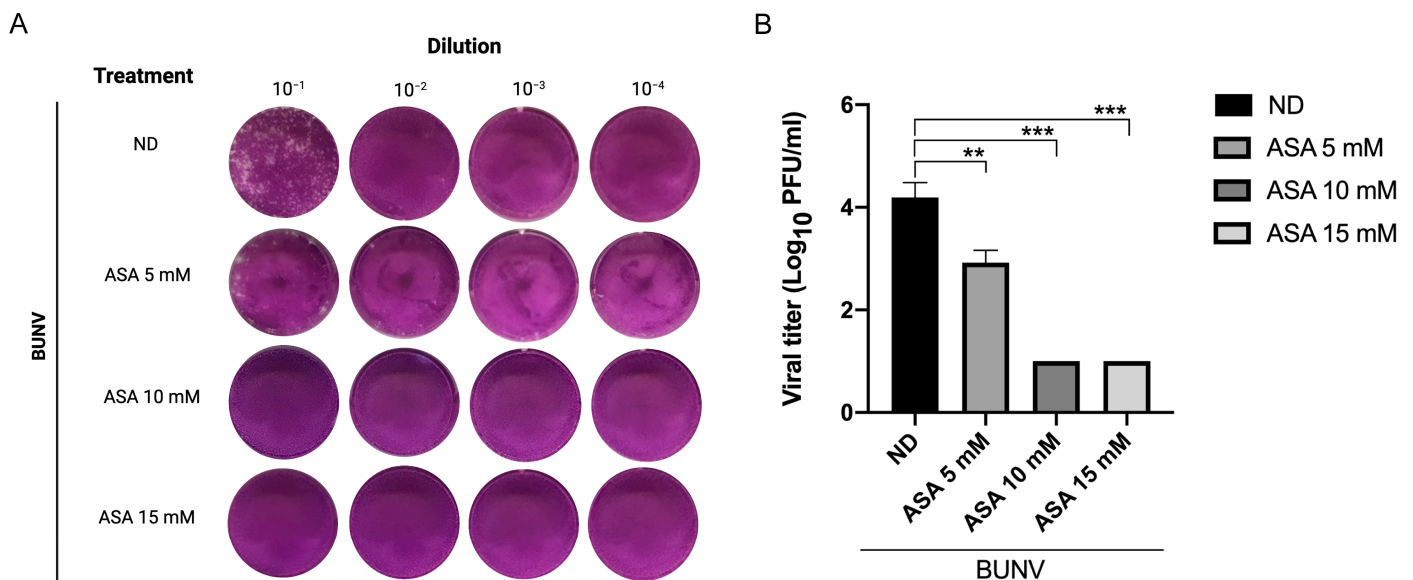 A
Dilution
Treatment
10⁻¹ 10⁻² 10⁻³ 10⁻⁴
ND
ASA 5 mM
ASA 10 mM
ASA 15 mM
BUNV
B
Viral titer (Log₁₀ PFU/ml)
6
4
2
0
***
***
**
ND
ASA 5 mM
ASA 10 mM
ASA 15 mM
BUNV
ND
ASA 5 mM
ASA 10 mM
ASA 15 mM